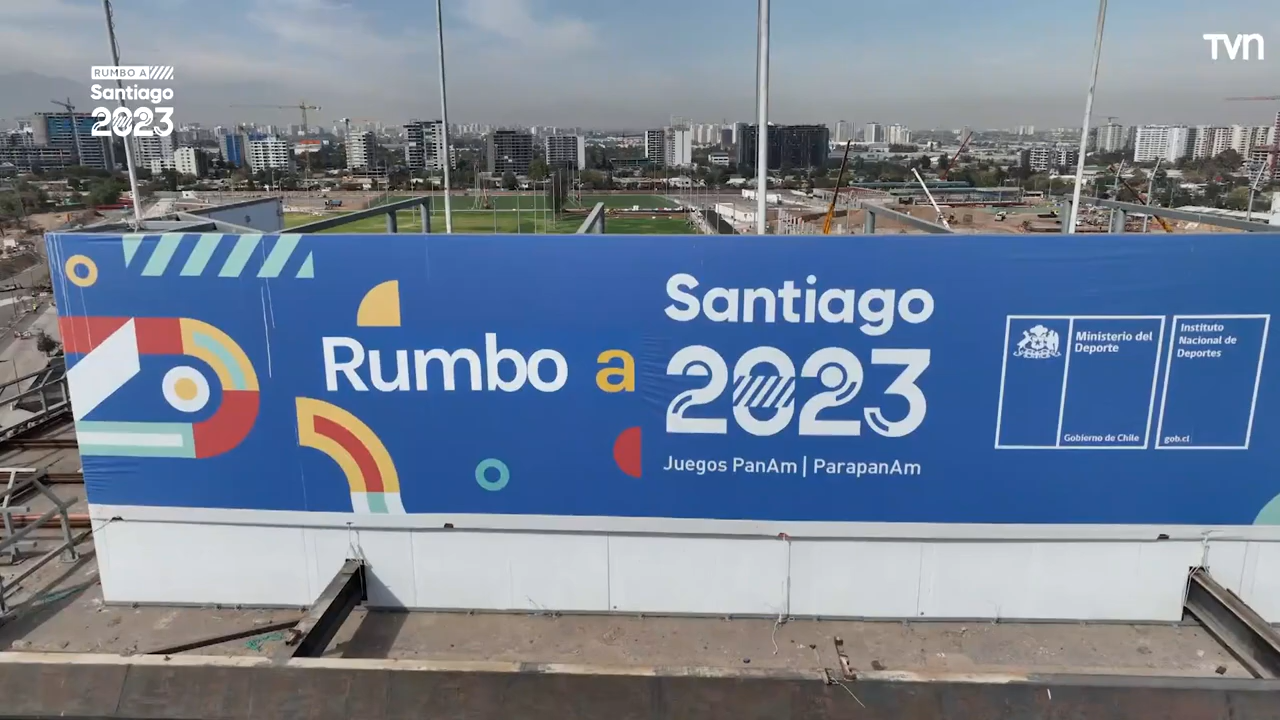 RUMBO A
Santiago
2023
TVN
Rumbo a
Santiago
2023
Juegos PanAm | ParapanAm
Ministerio del
Deporte
Gobierno de Chile
Instituto
Nacional de
Deportes
gob.cl